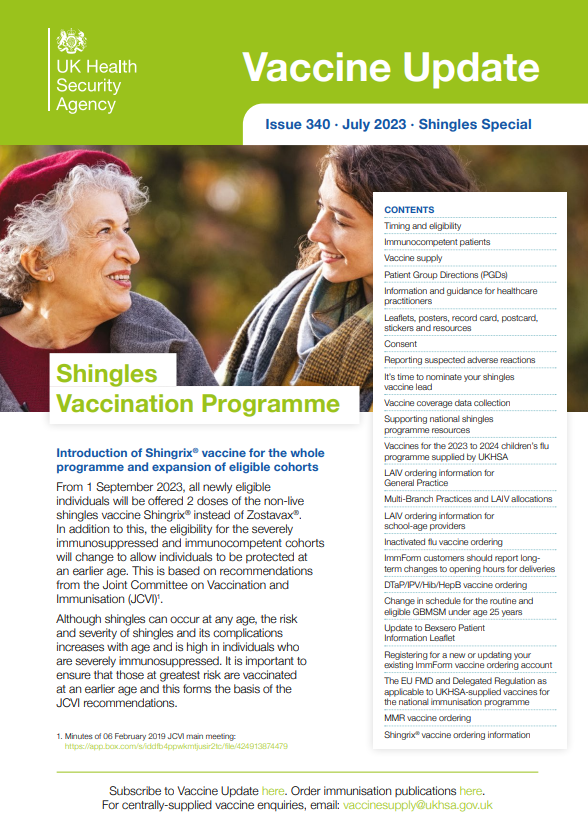 UK Health
Security
Agency
Vaccine Update
Issue 340 · July 2023 · Shingles Special
Shingles
Vaccination Programme
Introduction of Shingrix® vaccine for the whole
programme and expansion of eligible cohorts
From 1 September 2023, all newly eligible
individuals will be offered 2 doses of the non-live
shingles vaccine Shingrix® instead of Zostavax®.
In addition to this, the eligibility for the severely
immunosuppressed and immunocompetent cohorts
will change to allow individuals to be protected at
an earlier age. This is based on recommendations
from the Joint Committee on Vaccination and
Immunisation (JCVI)¹.
Although shingles can occur at any age, the risk
and severity of shingles and its complications
increases with age and is high in individuals who
are severely immunosuppressed. It is important to
ensure that those at greatest risk are vaccinated
at an earlier age and this forms the basis of the
JCVI recommendations.
1. Minutes of 06 February 2019 JCVI main meeting:
CONTENTS
Timing and eligibility
Immunocompetent patients
Vaccine supply
Patient Group Directions (PGDs)
Information and guidance for healthcare
practitioners
Leaflets, posters, record card, postcard,
stickers and resources
Consent
Reporting suspected adverse reactions
It's time to nominate your shingles
vaccine lead
Vaccine coverage data collection
Supporting national shingles
programme resources
Vaccines for the 2023 to 2024 children's flu
programme supplied by UKHSA
LAIV ordering information for
General Practice
Multi-Branch Practices and LAIV allocations
LAIV ordering information for
school-age providers
Inactivated flu vaccine ordering
ImmForm customers should report long-
term changes to opening hours for deliveries
DTaP/IPV/Hib/HepB vaccine ordering
Change in schedule for the routine and
eligible GBMSM under age 25 years
Update to Bexsero Patient
Information Leaflet
Registering for a new or updating your
existing ImmForm vaccine ordering account
The EU FMD and Delegated Regulation as
applicable to UKHSA-supplied vaccines for
the national immunisation programme
MMR vaccine ordering
Shingrix® vaccine ordering information
Subscribe to Vaccine Update here. Order immunisation publications here.
For centrally-supplied vaccine enquiries, email: vaccinesupply@ukhsa.gov.uk